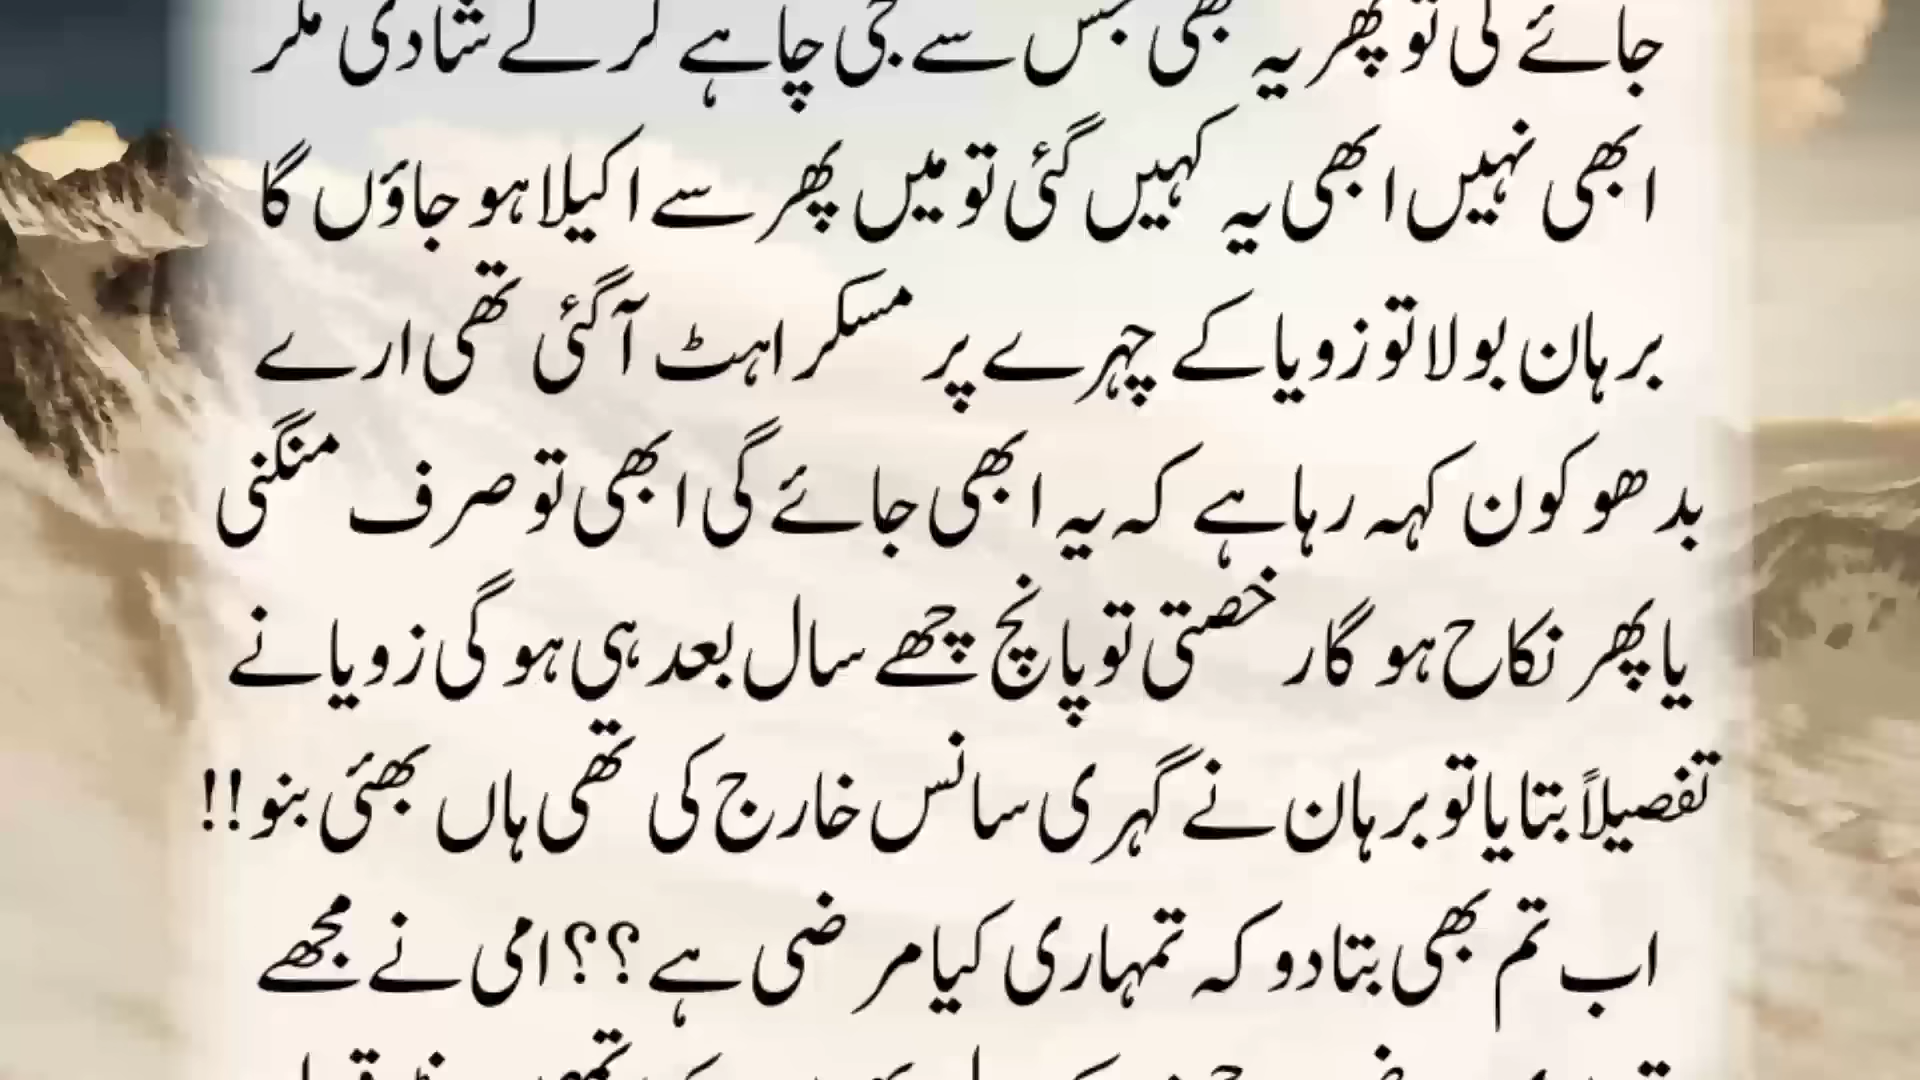 جائے گی تو پھر یہ بھی جس سے جی چاہے کرلے شادی مگر
ابھی نہیں ابھی یہ کہیں گئی تو میں پھر سے اکیلا ہو جاؤں گا
برہان بولا تو زویا کے چہرے پر مسکراہٹ آگئی تھی ارے
بدھو کون کہہ رہا ہے کہ یہ ابھی جائے گی ابھی تو صرف منگنی
یا پھر نکاح ہو گا رخصتی تو پانچ چھے سال بعد ہی ہو گی زویا نے
تفصیلاً بتایا تو برہان نے گہری سانس خارج کی تھی ہاں بھئی بنو!!
اب تم بھی بتا دو کہ تمہاری کیا مرضی ہے؟؟ امی نے مجھے